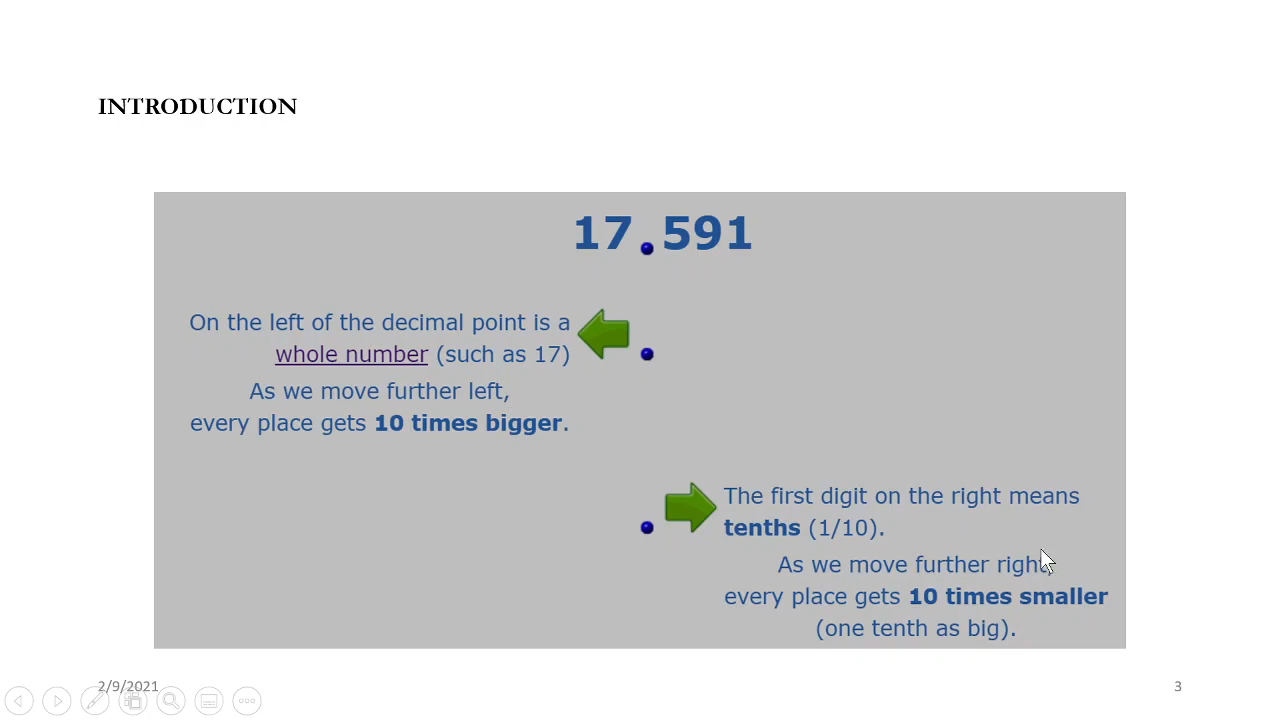 INTRODUCTION
17.591
On the left of the decimal point is a
whole number (such as 17)
As we move further left,
every place gets 10 times bigger.
The first digit on the right means
tenths (1/10).
As we move further right,
every place gets 10 times smaller
(one tenth as big).
2/9/2021
3